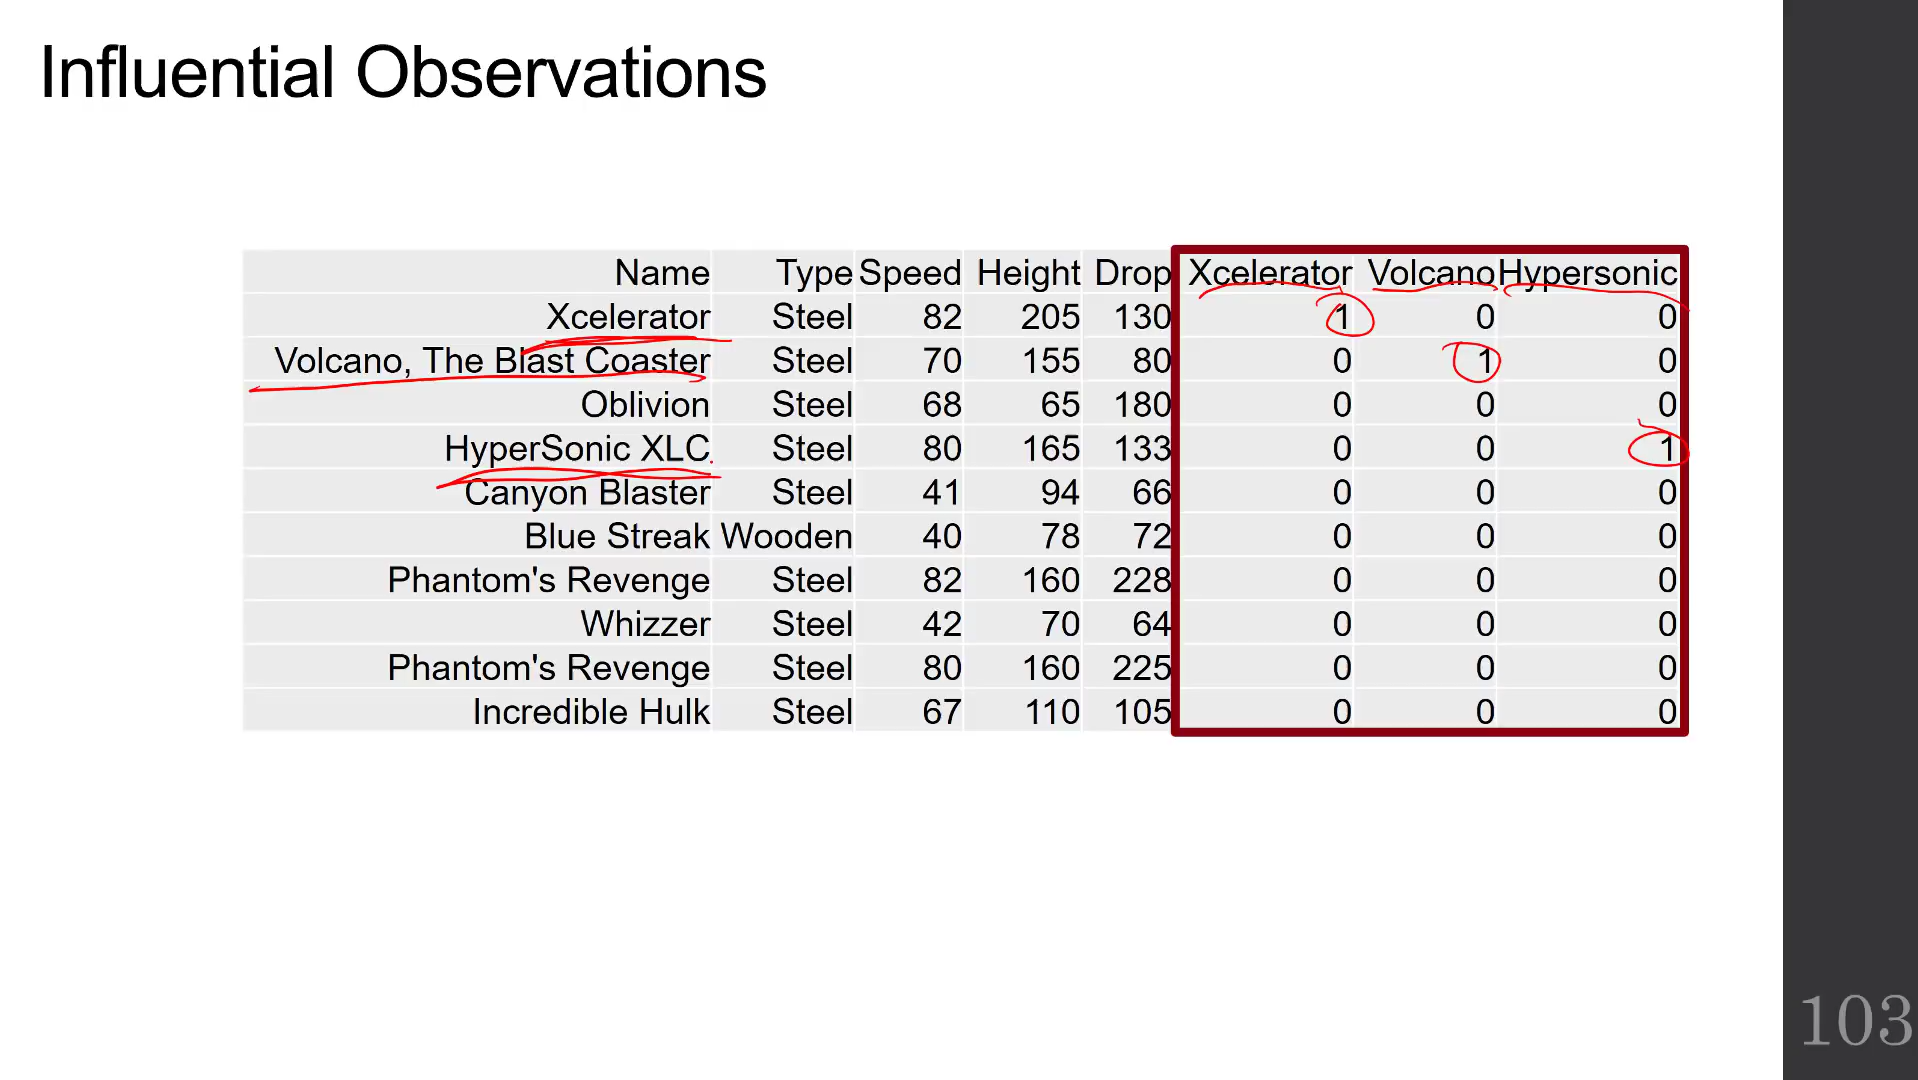 Influential Observations
Name Type Speed Height Drop Xcelerator Volcano Hypersonic
Xcelerator Steel 82 205 130 1 0 0
Volcano, The Blast Coaster Steel 70 155 80 0 1 0
Oblivion Steel 68 65 180 0 0 0
HyperSonic XLC Steel 80 165 133 0 0 1
Canyon Blaster Steel 41 94 66 0 0 0
Blue Streak Wooden 40 78 72 0 0 0
Phantom's Revenge Steel 82 160 228 0 0 0
Whizzer Steel 42 70 64 0 0 0
Phantom's Revenge Steel 80 160 225 0 0 0
Incredible Hulk Steel 67 110 105 0 0 0
103